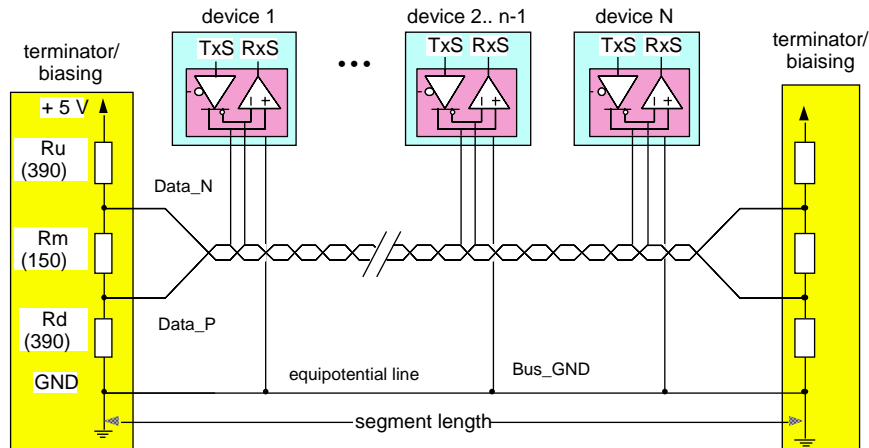 device 1
device 2.. n-1
device N
terminator/
biasing
terminator/
biaising
TxS RxS
...
TxS RxS
TxS RxS
+ 5 V
Ru
(390)
Data_N
Rm
(150)
Rd
(390)
Data_P
GND
equipotential line
Bus_GND
segment length